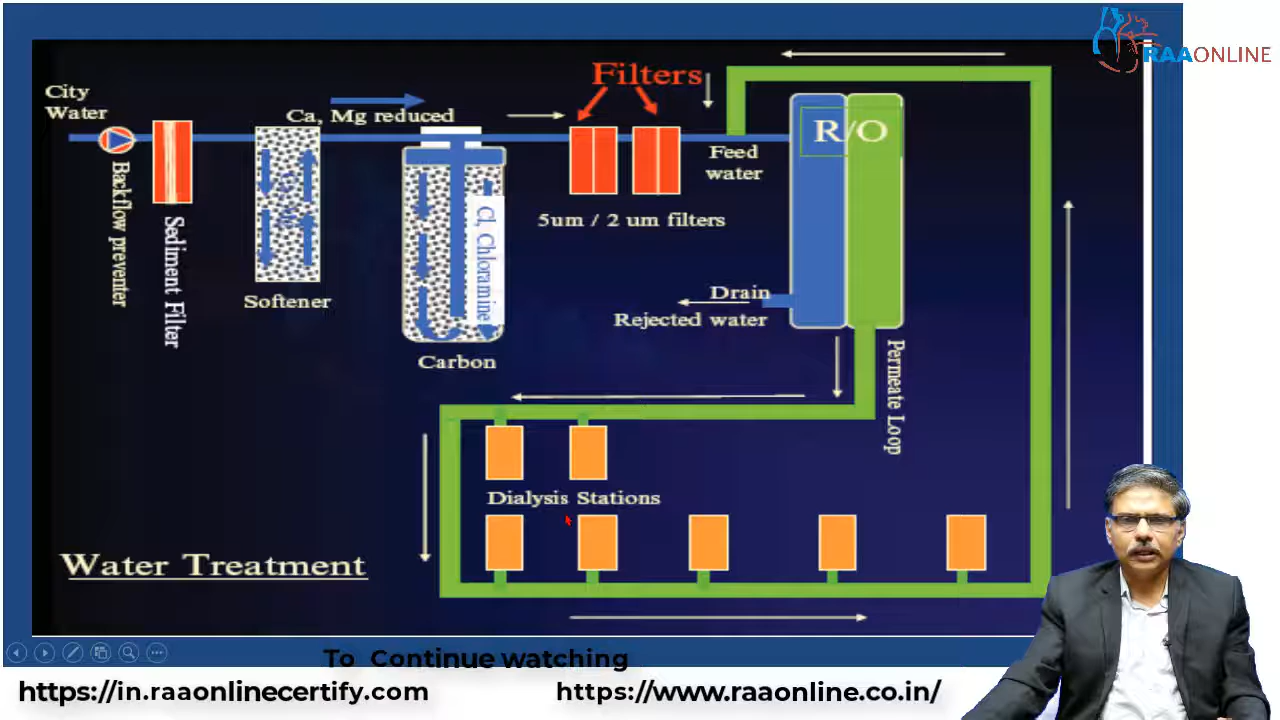 RAAONLINE
Filters
City
Water
Ca, Mg reduced
R/O
Feed
water
Backflow preventer
Sediment Filter
Cl, Chloramine
5um / 2 um filters
Softener
Drain
Rejected water
Carbon
Permeate Loop
Dialysis Stations
Water Treatment
To Continue watching
https://in.raaonlinecertify.com
https://www.raaonline.co.in/